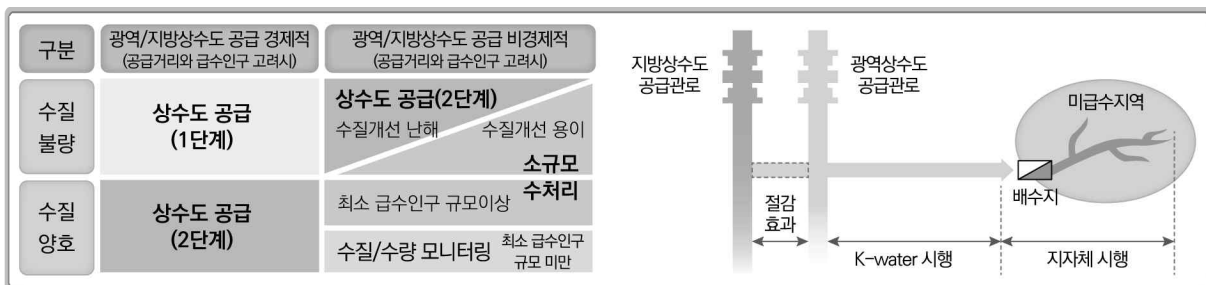 구분
광역/지방상수도 공급 경제적
(공급거리와 급수인구 고려시)
광역/지방상수도 공급 비경제적
(공급거리와 급수인구 고려시)
수질
불량
상수도 공급
(1단계)
상수도 공급(2단계)
수질개선 난해
수질개선 용이
소규모
수처리
수질
양호
상수도 공급
(2단계)
최소 급수인구 규모이상
수질/수량 모니터링
최소 급수인구
규모 미만
지방상수도
공급관로
광역상수도
공급관로
미급수지역
배수지
절감
효과
K-water 시행
지자체 시행